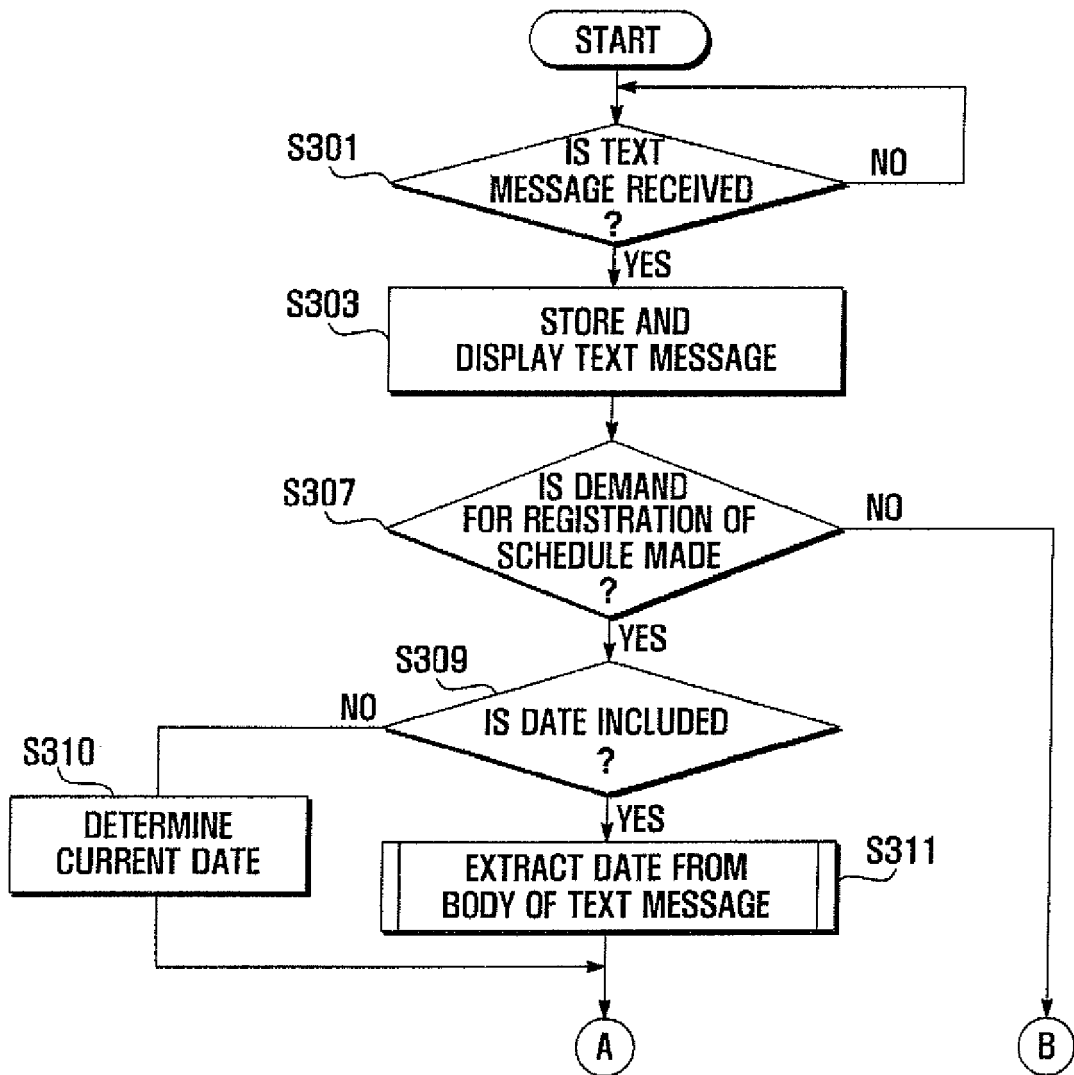 START
S301
IS TEXT
MESSAGE RECEIVED
?
NO
YES
S303
STORE AND
DISPLAY TEXT MESSAGE
S307
IS DEMAND
FOR REGISTRATION OF
SCHEDULE MADE
?
NO
YES
S309
NO
IS DATE INCLUDED
?
S310
DETERMINE
CURRENT DATE
YES
EXTRACT DATE FROM
BODY OF TEXT MESSAGE
S311
A
B